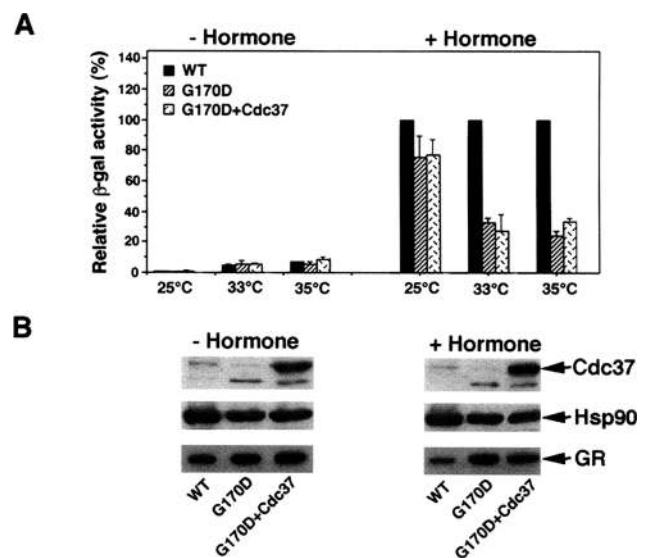 A
- Hormone + Hormone
Relative β-gal activity (%)
140
120
100
80
60
40
20
0
WT
G170D
G170D+Cdc37
25°C 33°C 35°C 25°C 33°C 35°C
B
- Hormone + Hormone
Cdc37
Hsp90
GR
WT G170D G170D+Cdc37 WT G170D G170D+Cdc37